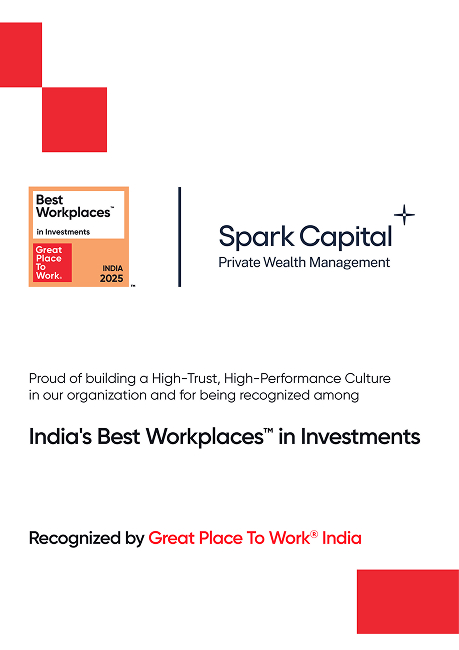 Best
Workplaces™
in Investments
Great
Place
To
Work®
INDIA
2025
™
Spark Capital
Private Wealth Management
Proud of building a High-Trust, High-Performance Culture
in our organization and for being recognized among
India's Best Workplaces™ in Investments
Recognized by Great Place To Work® India